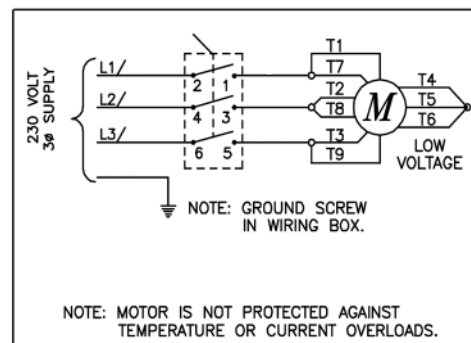 230 VOLT
3ø SUPPLY
L1/
L2/
L3/
2 1
4 3
6 5
T1
T7
T2
T8
T3
T9
M
T4
T5
T6
LOW
VOLTAGE
NOTE: GROUND SCREW
IN WIRING BOX.
NOTE: MOTOR IS NOT PROTECTED AGAINST
TEMPERATURE OR CURRENT OVERLOADS.